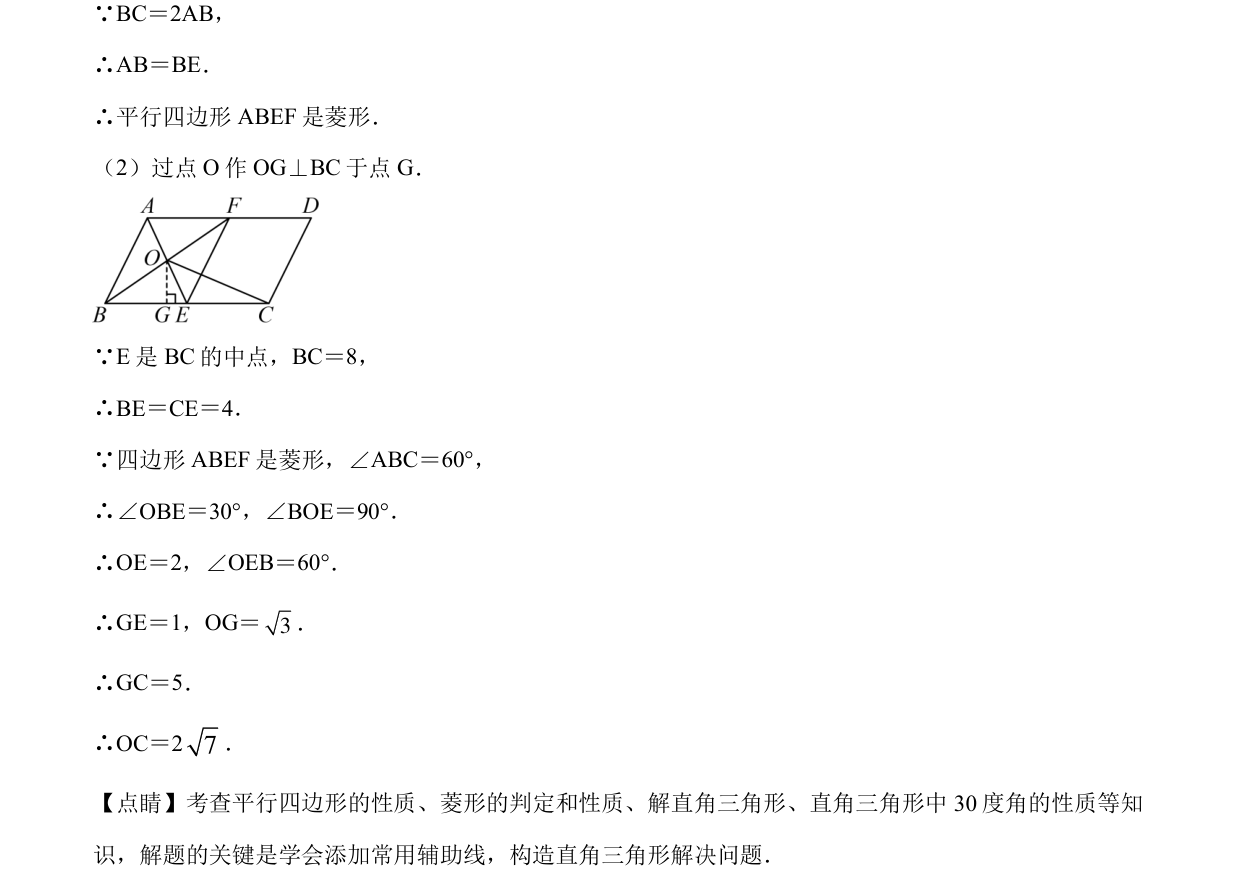 ∵BC＝2AB，
∴AB＝BE．
∴平行四边形 ABEF 是菱形．
（2）过点 O 作 OG⊥BC 于点 G．
A F D
O
B G E C
∵E 是 BC 的中点，BC＝8，
∴BE＝CE＝4．
∵四边形 ABEF 是菱形，∠ABC＝60°，
∴∠OBE＝30°，∠BOE＝90°．
∴OE＝2，∠OEB＝60°．
∴GE＝1，OG＝√3．
∴GC＝5．
∴OC＝2√7．
【点睛】考查平行四边形的性质、菱形的判定和性质、解直角三角形、直角三角形中 30 度角的性质等知
识，解题的关键是学会添加常用辅助线，构造直角三角形解决问题．